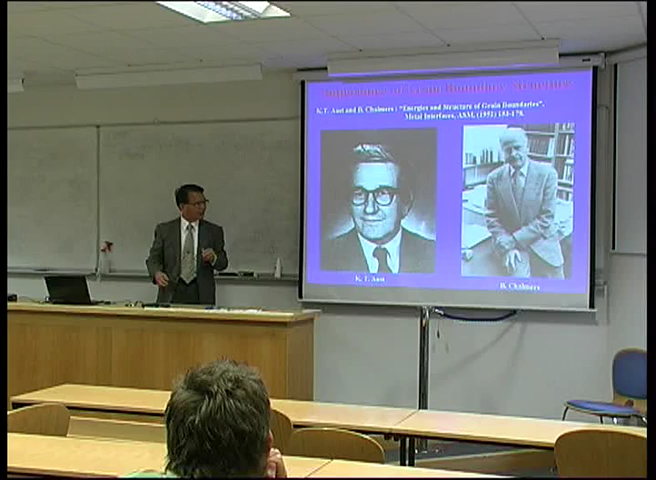 Importance of Grain Boundary Structure
K.T. Aust and B. Chalmers : "Energies and Structure of Grain Boundaries",
Metal Interfaces, ASM, (1952) 153-178.
K. T. Aust
B. Chalmers